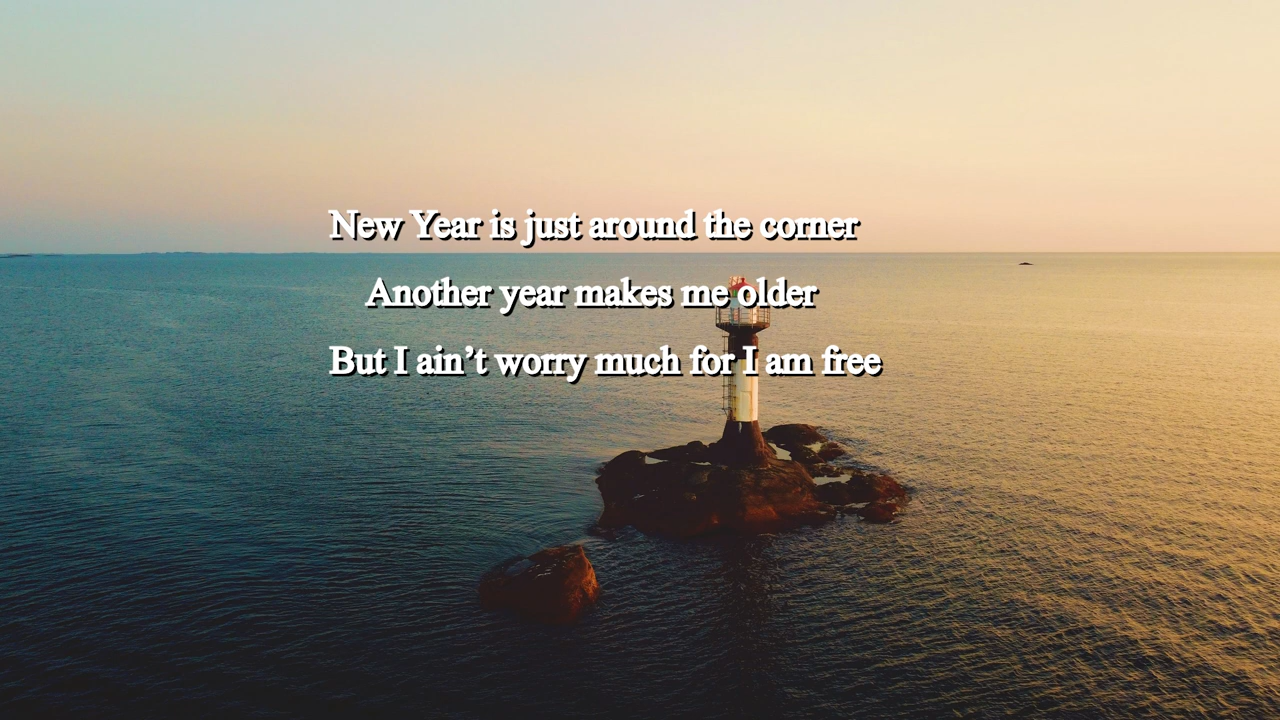 New Year is just around the corner
Another year makes me older
But I ain’t worry much for I am free